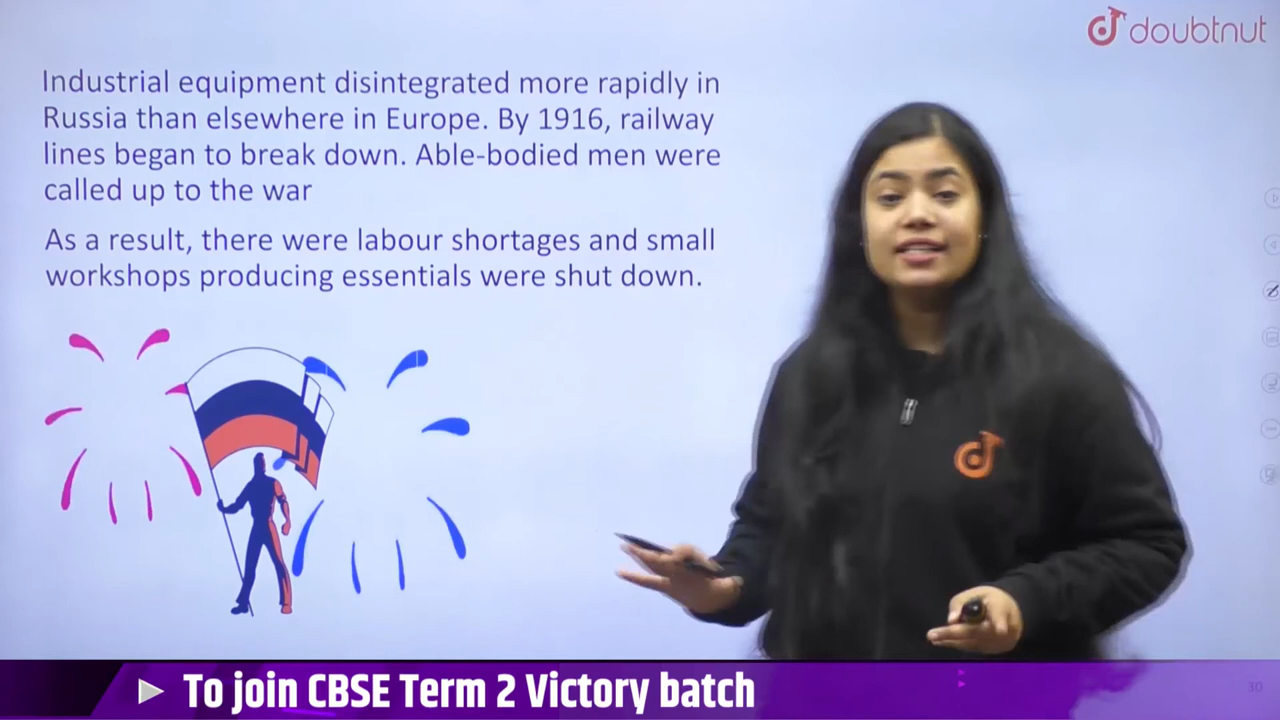 doubtnut
Industrial equipment disintegrated more rapidly in
Russia than elsewhere in Europe. By 1916, railway
lines began to break down. Able-bodied men were
called up to the war
As a result, there were labour shortages and small
workshops producing essentials were shut down.
To join CBSE Term 2 Victory batch
30